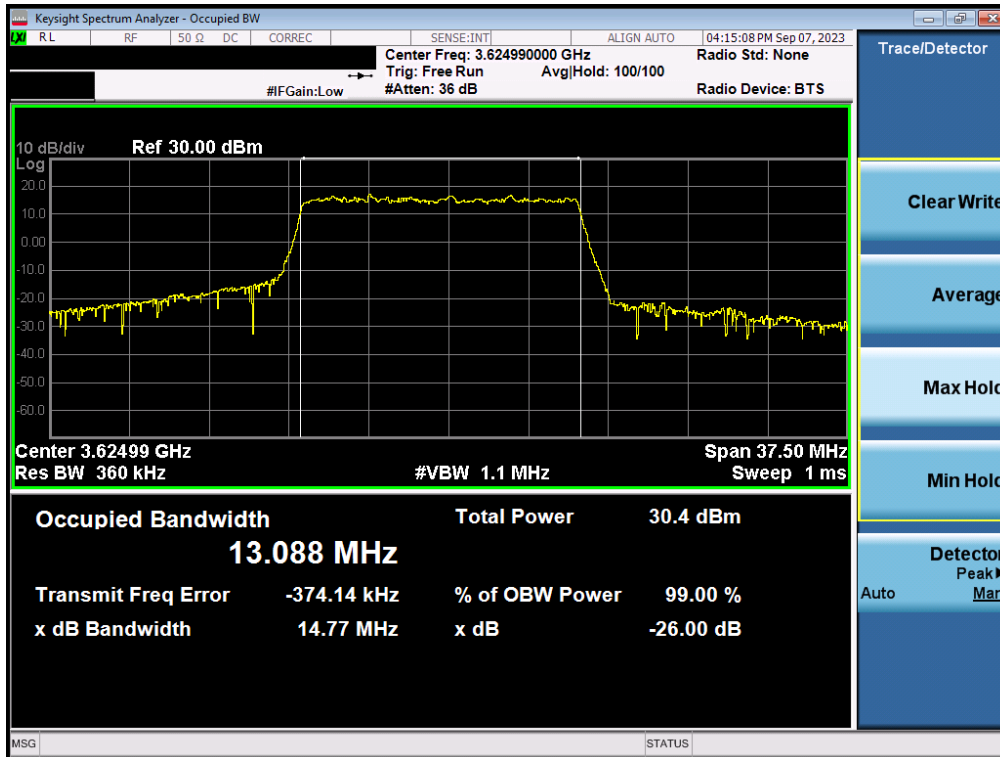 Keysight Spectrum Analyzer - Occupied BW
LXI RL RF 50 Ω DC CORREC SENSE:INT ALIGN AUTO 04:15:08 PM Sep 07, 2023
Center Freq: 3.624990000 GHz Radio Std: None
Trig: Free Run Avg|Hold: 100/100
#IFGain:Low #Atten: 36 dB Radio Device: BTS
Trace/Detector
10 dB/div Ref 30.00 dBm
Log
20.0
10.0
0.00
-10.0
-20.0
-30.0
-40.0
-50.0
-60.0
Center 3.62499 GHz Span 37.50 MHz
Res BW 360 kHz #VBW 1.1 MHz Sweep 1 ms
Occupied Bandwidth Total Power 30.4 dBm
13.088 MHz
Transmit Freq Error -374.14 kHz % of OBW Power 99.00 %
x dB Bandwidth 14.77 MHz x dB -26.00 dB
Clear Write
Average
Max Hold
Min Hold
Detector
Peak
Auto Man
MSG STATUS